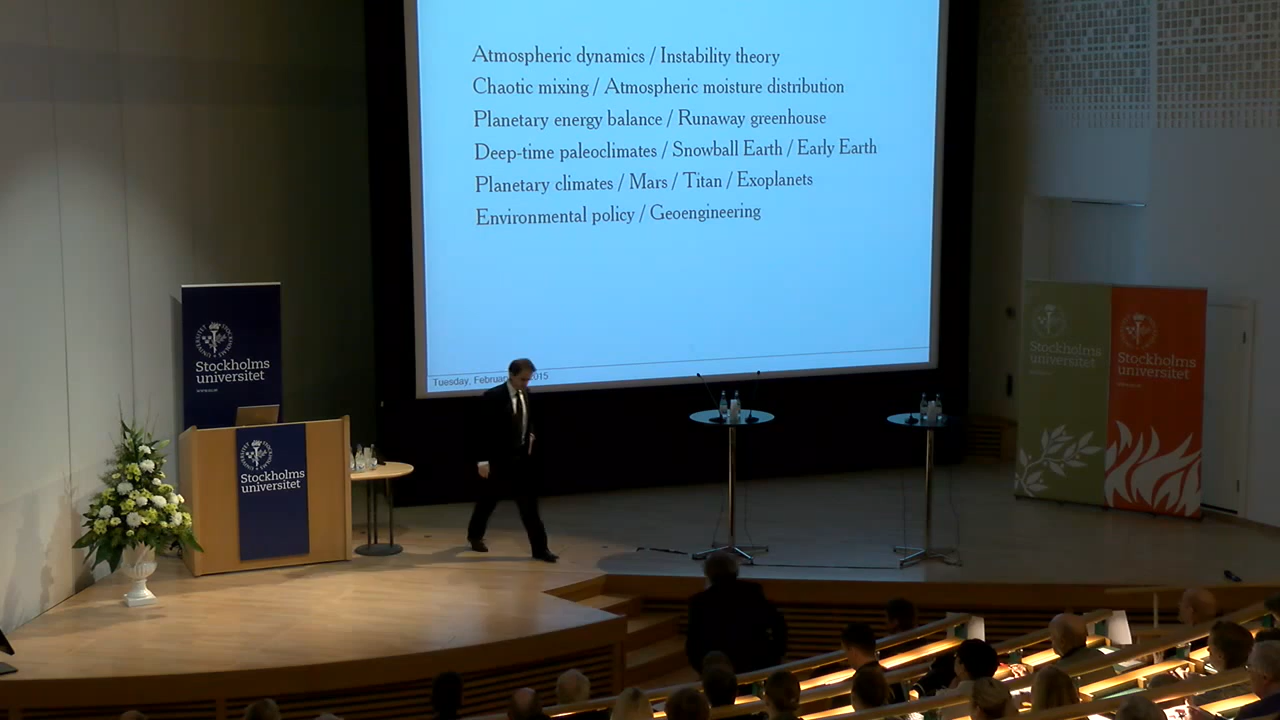 Atmospheric dynamics / Instability theory
Chaotic mixing / Atmospheric moisture distribution
Planetary energy balance / Runaway greenhouse
Deep-time paleoclimates / Snowball Earth / Early Earth
Planetary climates / Mars / Titan / Exoplanets
Environmental policy / Geoengineering
Tuesday, 2015
Stockholms
universitet
Stockholms
universitet
Stockholms
universitet
Stockholms
universitet